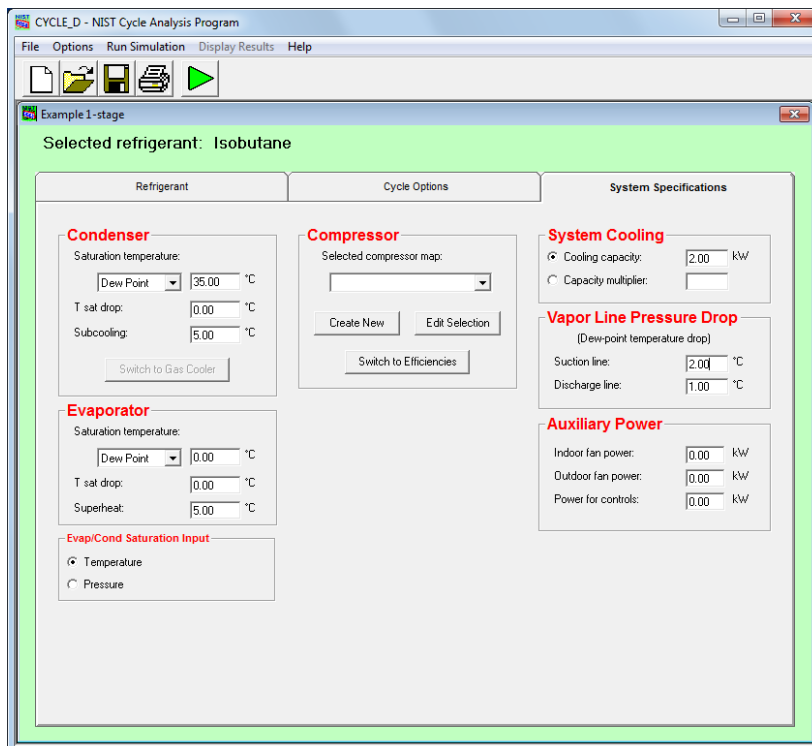 CYCLE_D - NIST Cycle Analysis Program
File Options Run Simulation Display Results Help
Example 1-stage
Selected refrigerant: Isobutane
Refrigerant
Cycle Options
System Specifications
Condenser
Saturation temperature:
Dew Point 35.00 °C
T sat drop: 0.00 °C
Subcooling: 5.00 °C
Switch to Gas Cooler
Evaporator
Saturation temperature:
Dew Point 0.00 °C
T sat drop: 0.00 °C
Superheat: 5.00 °C
Evap/Cond Saturation Input
Temperature
Pressure
Compressor
Selected compressor map:
Create New Edit Selection
Switch to Efficiencies
System Cooling
Cooling capacity: 2.00 kW
Capacity multiplier:
Vapor Line Pressure Drop
(Dew-point temperature drop)
Suction line: 2.00 °C
Discharge line: 1.00 °C
Auxiliary Power
Indoor fan power: 0.00 kW
Outdoor fan power: 0.00 kW
Power for controls: 0.00 kW